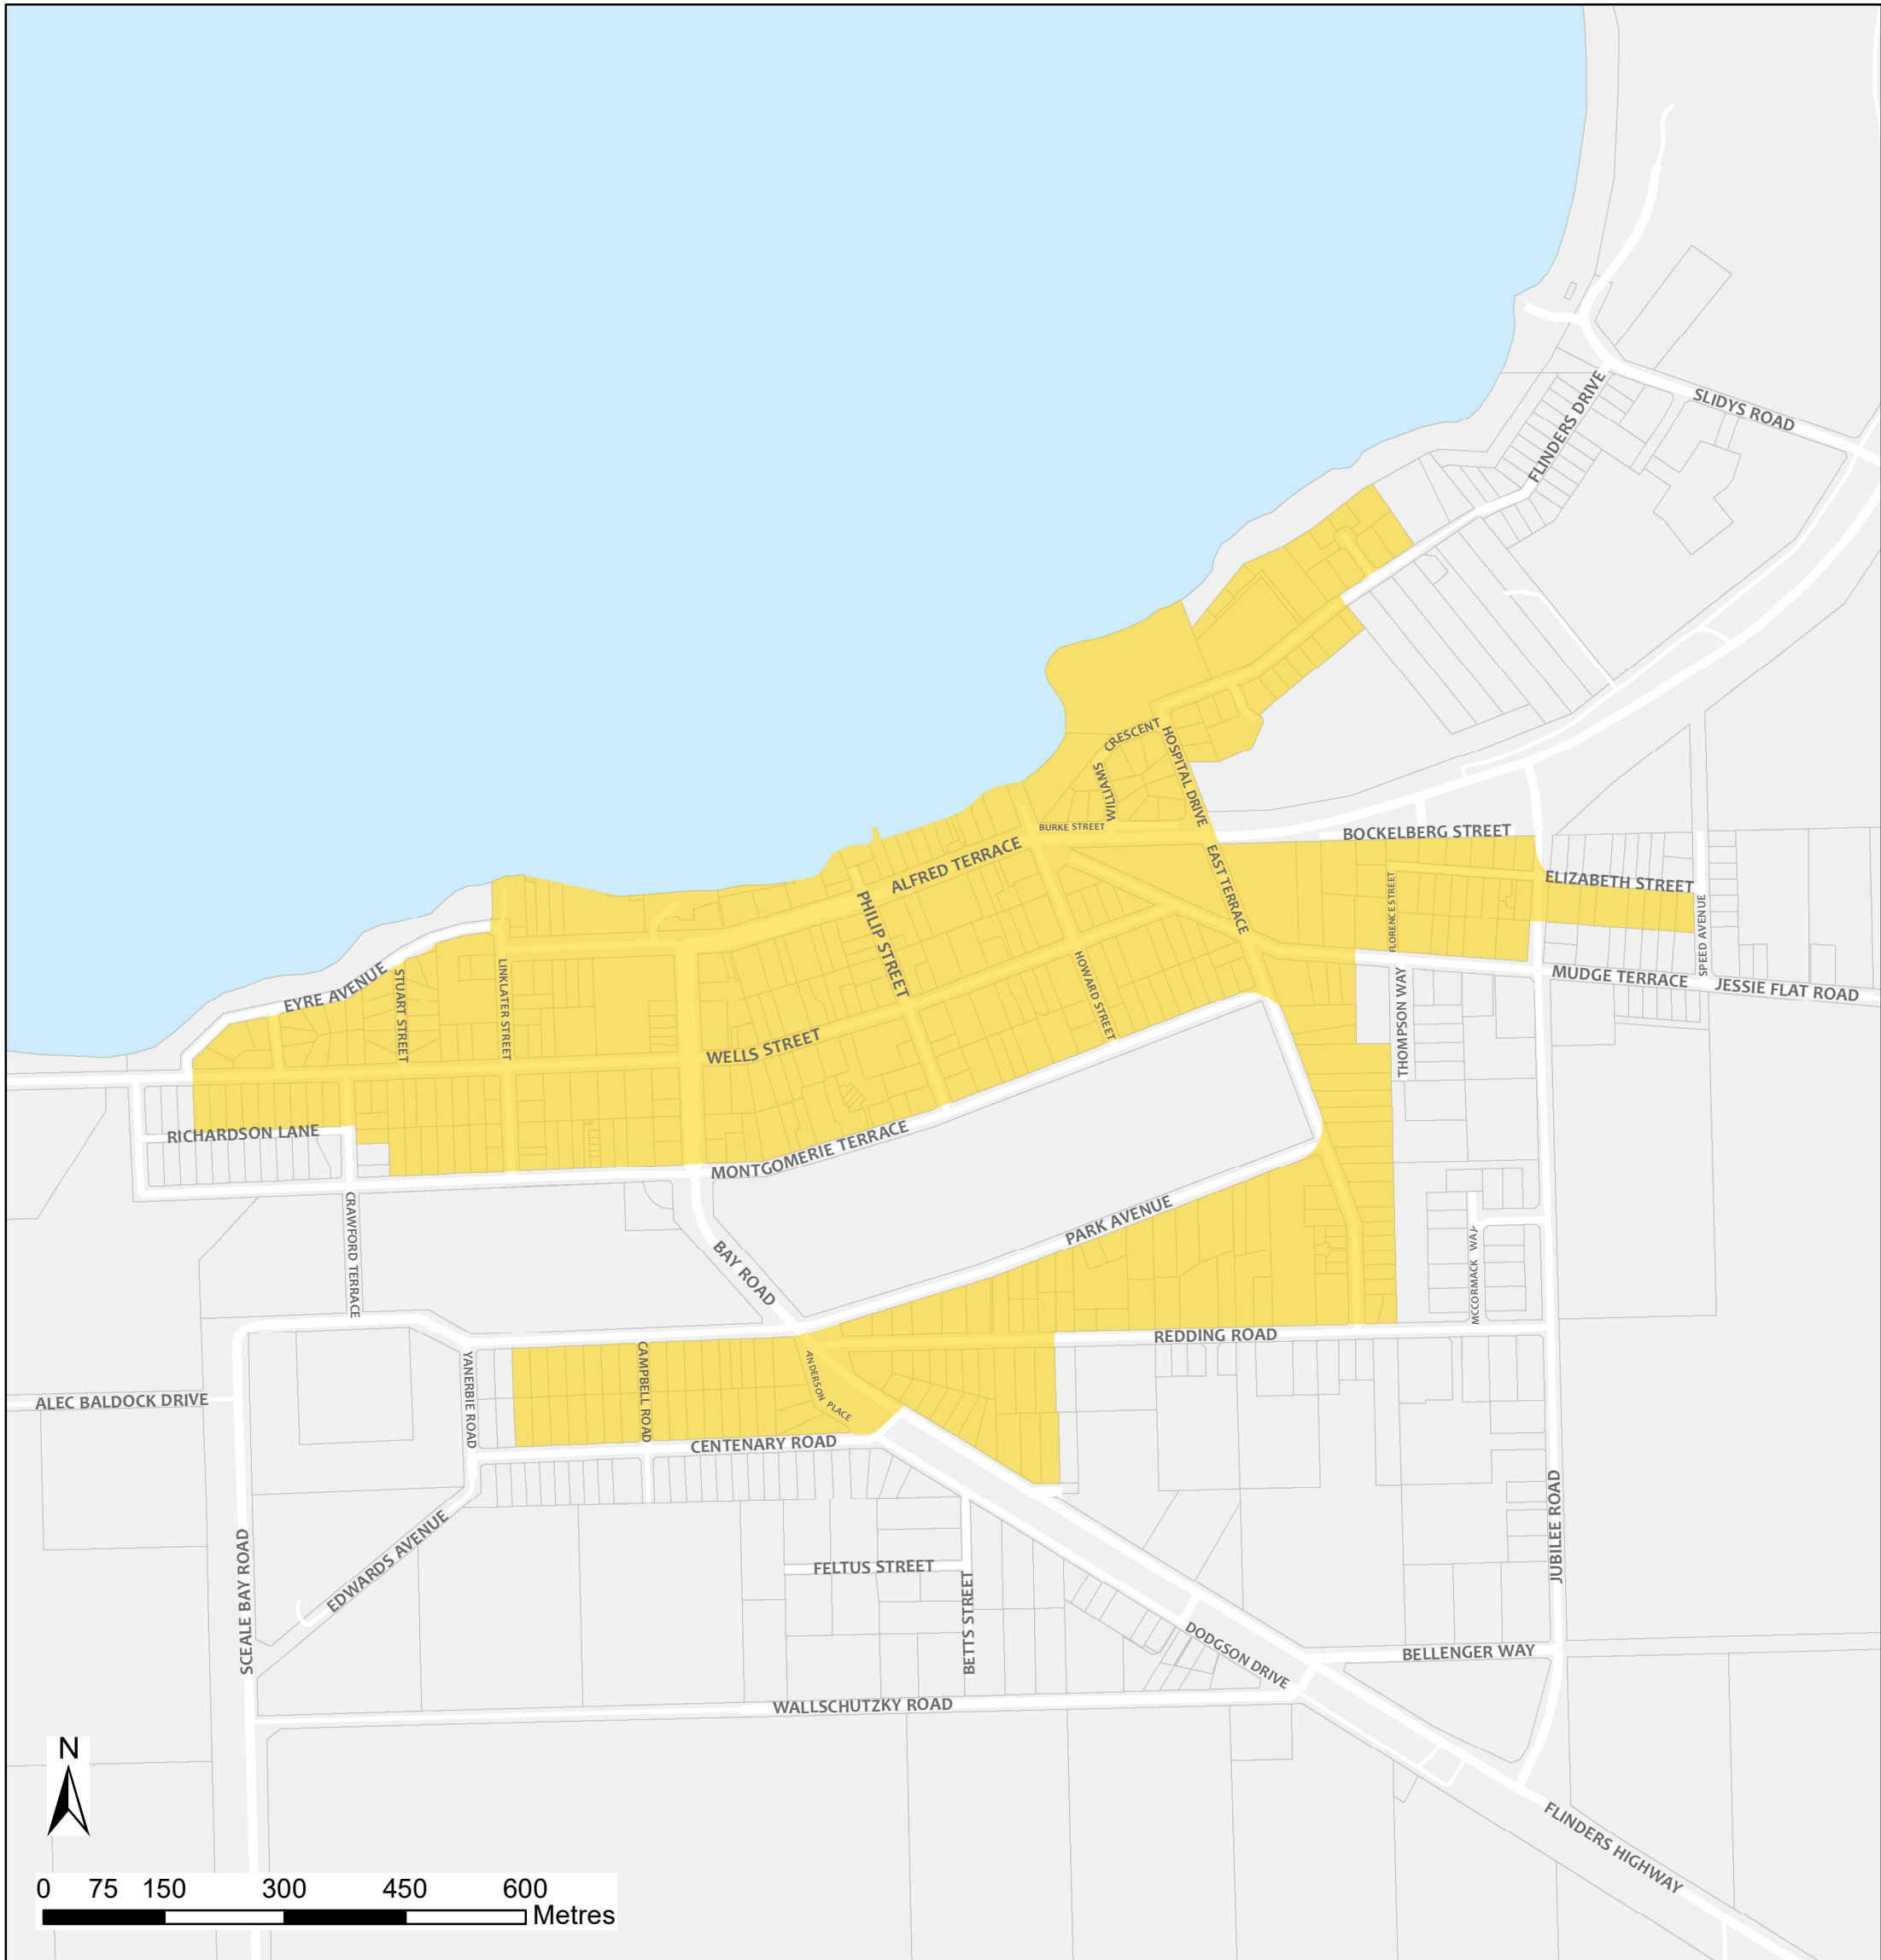 SLIDYS ROAD
FLINDERS DRIVE
CRESCENT
WILLIAMS
HOSPITAL DRIVE
BURKE STREET
BOCKELBERG STREET
ALFRED TERRACE
EAST TERRACE
ELIZABETH STREET
FLORENCE STREET
PHILIP STREET
SPEED AVENUE
EYRE AVENUE
STUART STREET
LINKLATER STREET
HOWARD STREET
MUDGE TERRACE
JESSIE FLAT ROAD
THOMPSON WAY
WELLS STREET
RICHARDSON LANE
MONTGOMERIE TERRACE
CRAWFORD TERRACE
PARK AVENUE
BAY ROAD
MCCORMACK WAY
REDDING ROAD
YANERBIE ROAD
CAMPBELL ROAD
ANDERSON PLACE
ALEC BALDOCK DRIVE
CENTENARY ROAD
JUBILEE ROAD
EDWARDS AVENUE
SCEALE BAY ROAD
FELTUS STREET
BETTS STREET
DODGSON DRIVE
BELLENGER WAY
WALLSCHUTZKY ROAD
FLINDERS HIGHWAY
N
0 75 150 300 450 600
Metres